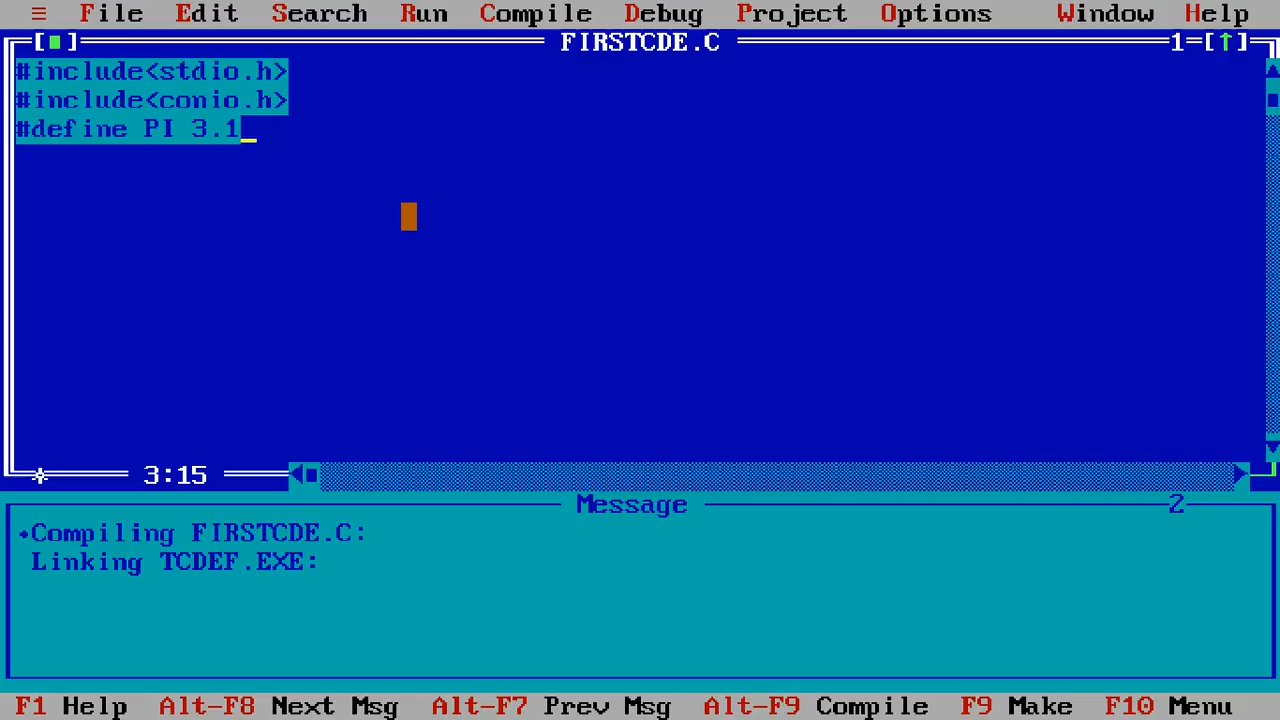 ≡ File Edit Search Run Compile Debug Project Options Window Help
[■] FIRSTCDE.C 1=[↑]
#include<stdio.h>
#include<conio.h>
#define PI 3.1_
3:15
Message 2
•Compiling FIRSTCDE.C:
Linking TCDEF.EXE:
F1 Help Alt-F8 Next Msg Alt-F7 Prev Msg Alt-F9 Compile F9 Make F10 Menu